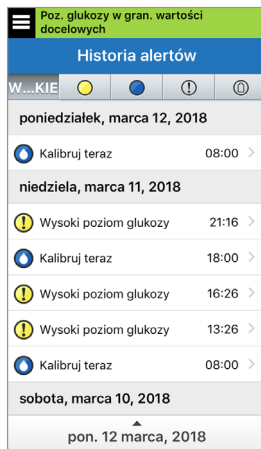 Poz. glukozy w gran. wartości
docelowych
Historia alertów
W...KIE
poniedziałek, marca 12, 2018
Kalibruj teraz 08:00
niedziela, marca 11, 2018
Wysoki poziom glukozy 21:16
Kalibruj teraz 18:00
Wysoki poziom glukozy 16:26
Wysoki poziom glukozy 13:26
Kalibruj teraz 08:00
sobota, marca 10, 2018
pon. 12 marca, 2018